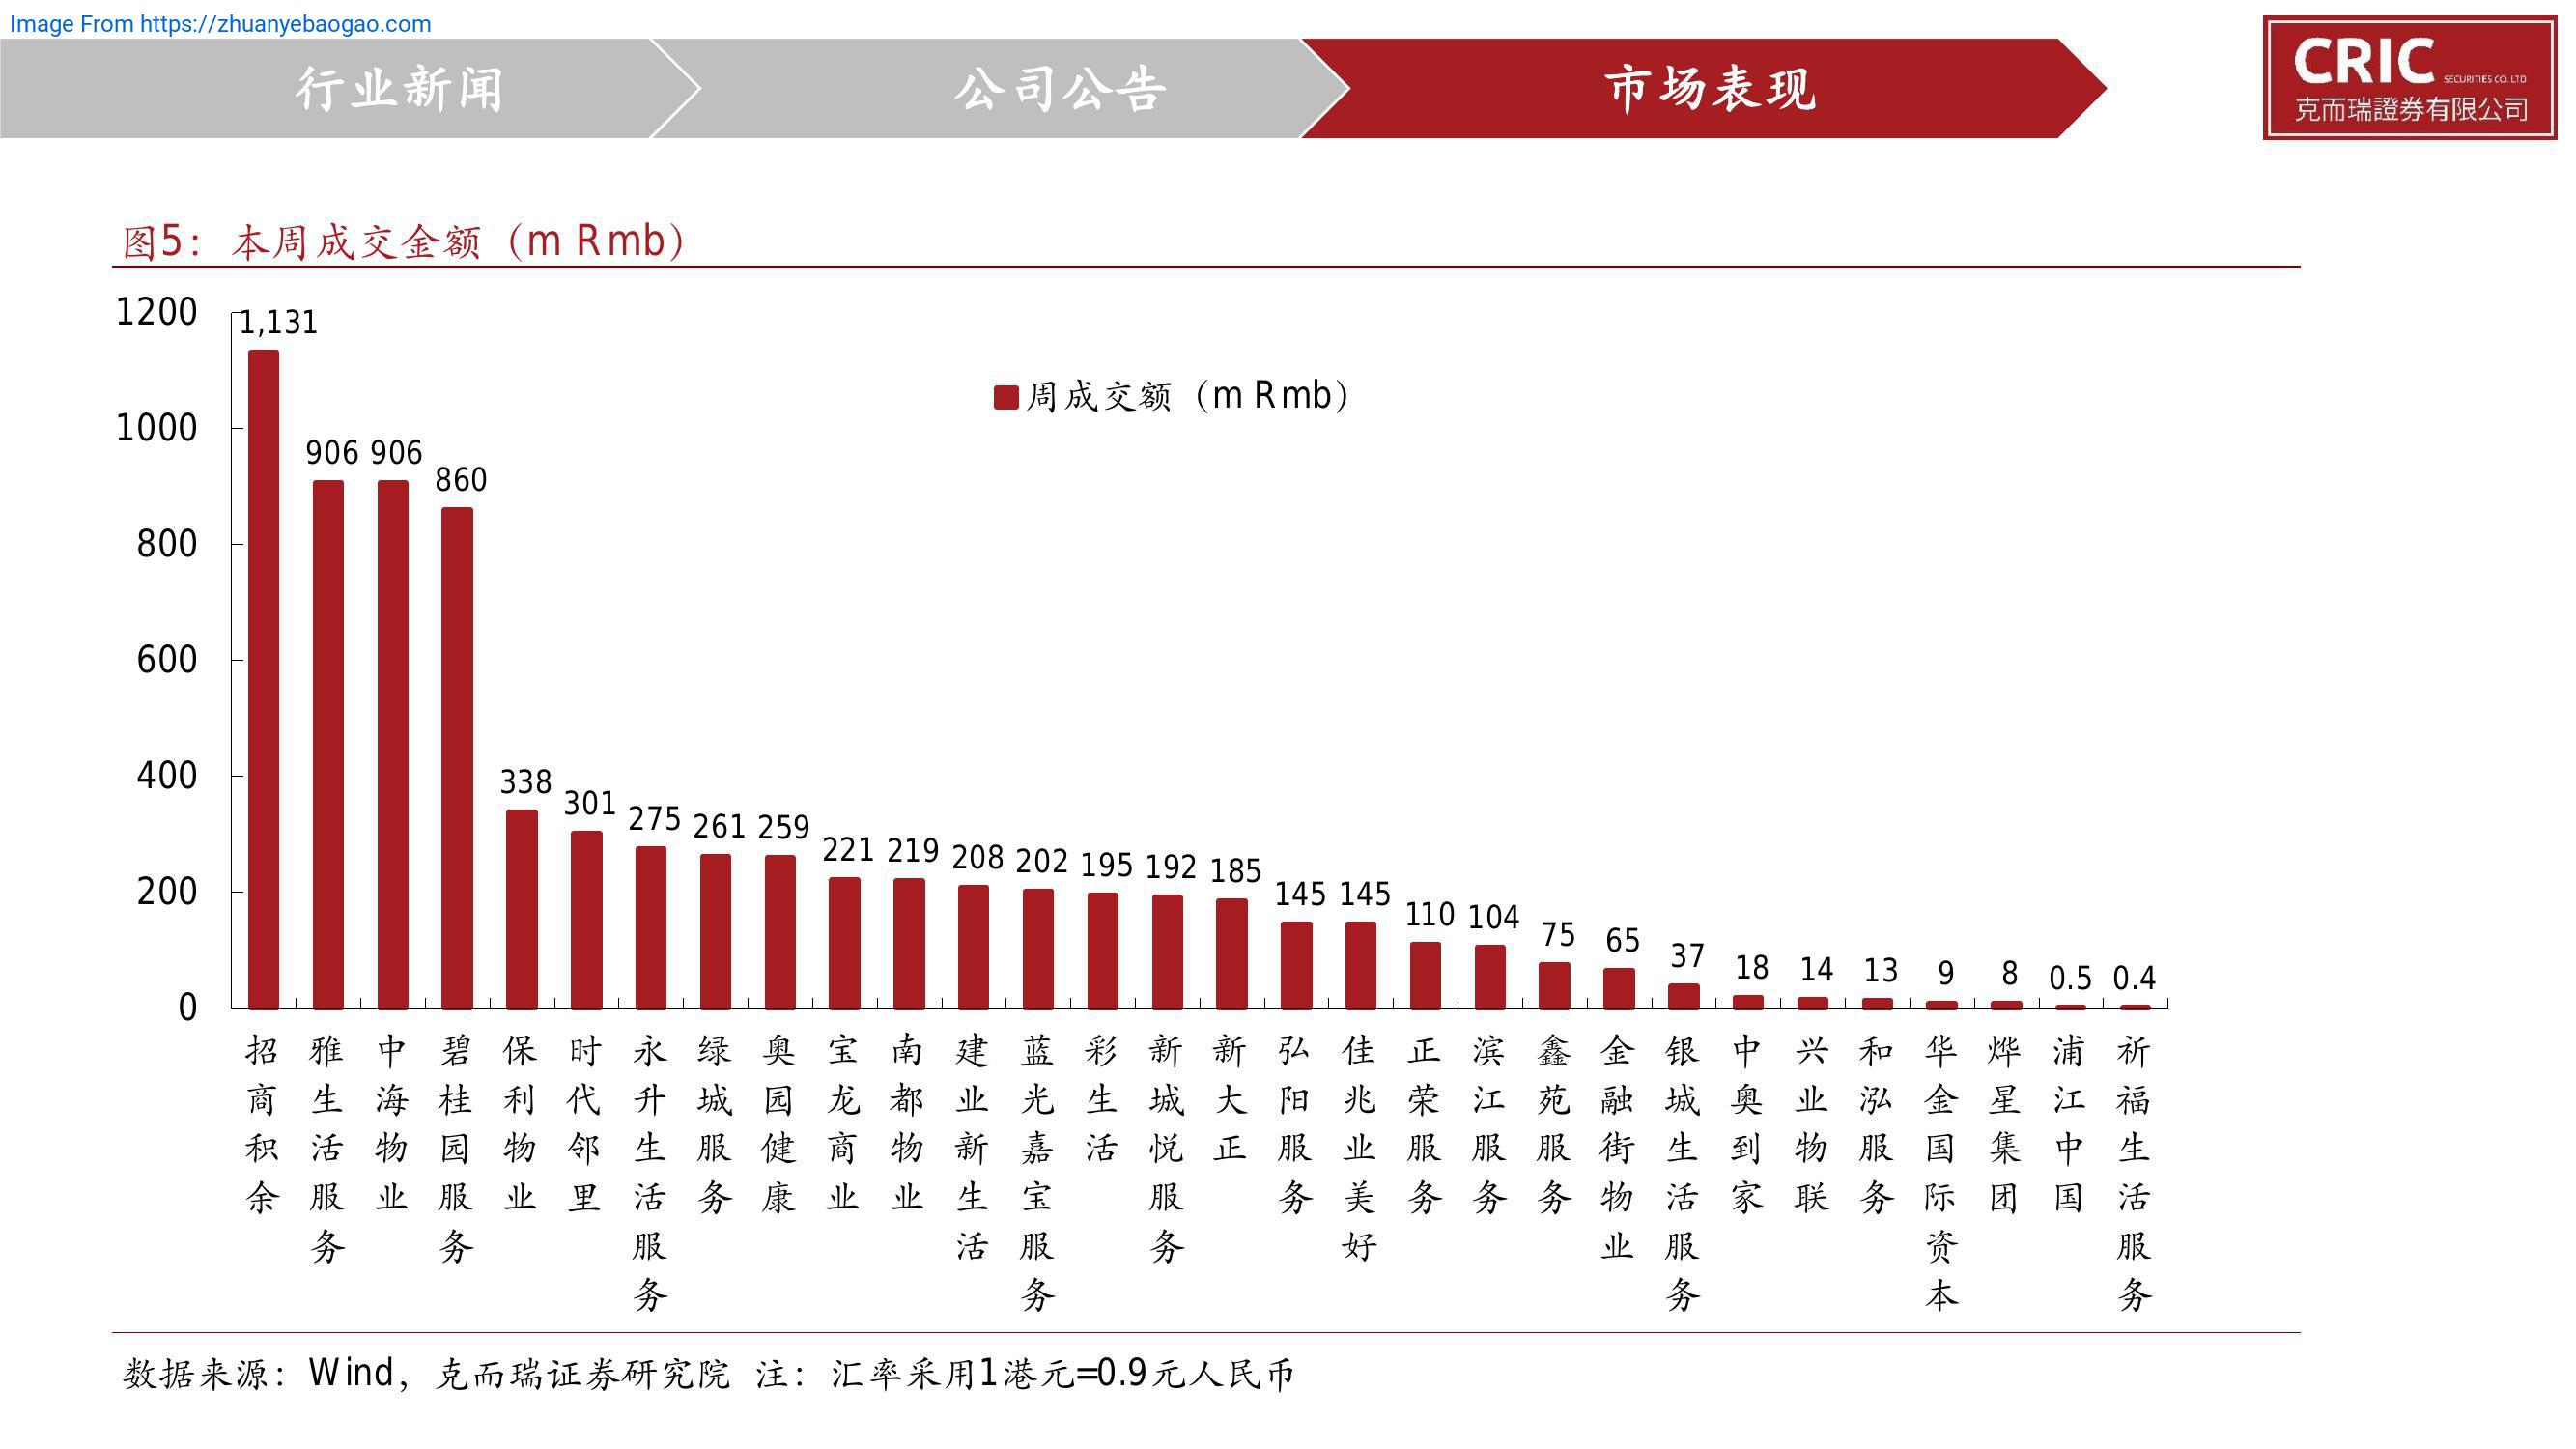 Image From https://zhuanyebaogao.com
行业新闻
公司公告
市场表现
CRIC SECURITIES CO. LTD
克而瑞證券有限公司
图5：本周成交金额（m Rmb）
1200
1000
800
600
400
200
0
周成交额（m Rmb）
1,131
906
906
860
338
301
275
261
259
221
219
208
202
195
192
185
145
145
110
104
75
65
37
18
14
13
9
8
0.5
0.4
招商积余
雅生活服务
中海物业
碧桂园服务
保利物业
时代邻里
永升生活服务
绿城服务
奥园健康
宝龙商业
南都物业
建业新生活
蓝光嘉宝服务
彩生活
新城悦服务
新大正
弘阳服务
佳兆业美好
正荣服务
滨江服务
鑫苑服务
金融街物业
银城生活服务
中奥到家
兴业物联
和泓服务
华金国际资本
烨星集团
浦江中国
祈福生活服务
数据来源：Wind，克而瑞证券研究院 注：汇率采用1港元=0.9元人民币